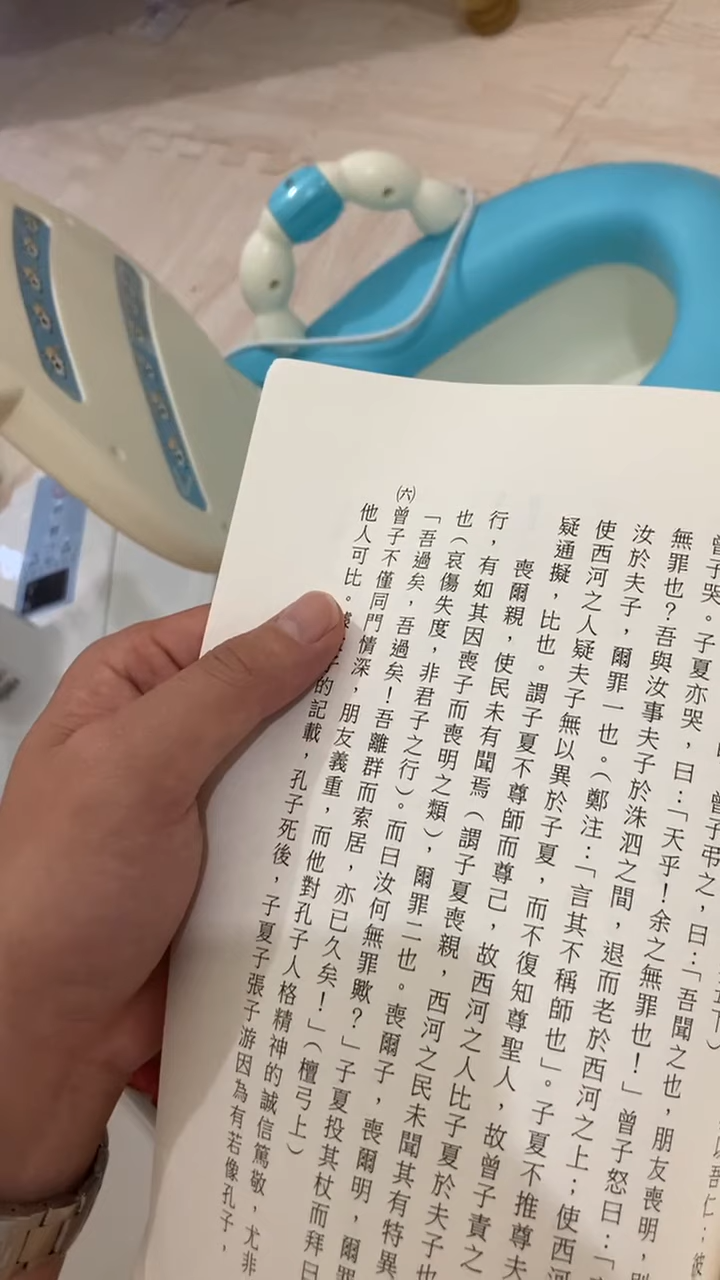 以吾仁；彼
曾子弔之，曰：「吾聞之也，朋友喪明，則
曾子哭。子夏亦哭，曰：「天乎！余之無罪也！」曾子怒曰：「
無罪也？吾與汝事夫子於洙泗之間，退而老於西河之上；使西河
汝於夫子，爾罪一也。（鄭注：「言其不稱師也」。子夏不推尊夫
使西河之人疑夫子無以異於子夏，而不復知尊聖人，故曾子責之
疑通擬，比也。謂子夏不尊師而尊己，故西河之人比子夏於夫子也
喪爾親，使民未有聞焉（謂子夏喪親，西河之民未聞其有特異
行，有如其因喪子而喪明之類），爾罪二也。喪爾子，喪爾明，爾罪
也（哀傷失度，非君子之行）。而曰汝何無罪歟？」子夏投其杖而拜曰
「吾過矣，吾過矣！吾離群而索居，亦已久矣！」（檀弓上）
㈥曾子不僅同門情深，朋友義重，而他對孔子人格精神的誠信篤敬，尤非
他人可比。子的記載，孔子死後，子夏子張子游因為有若像孔子，